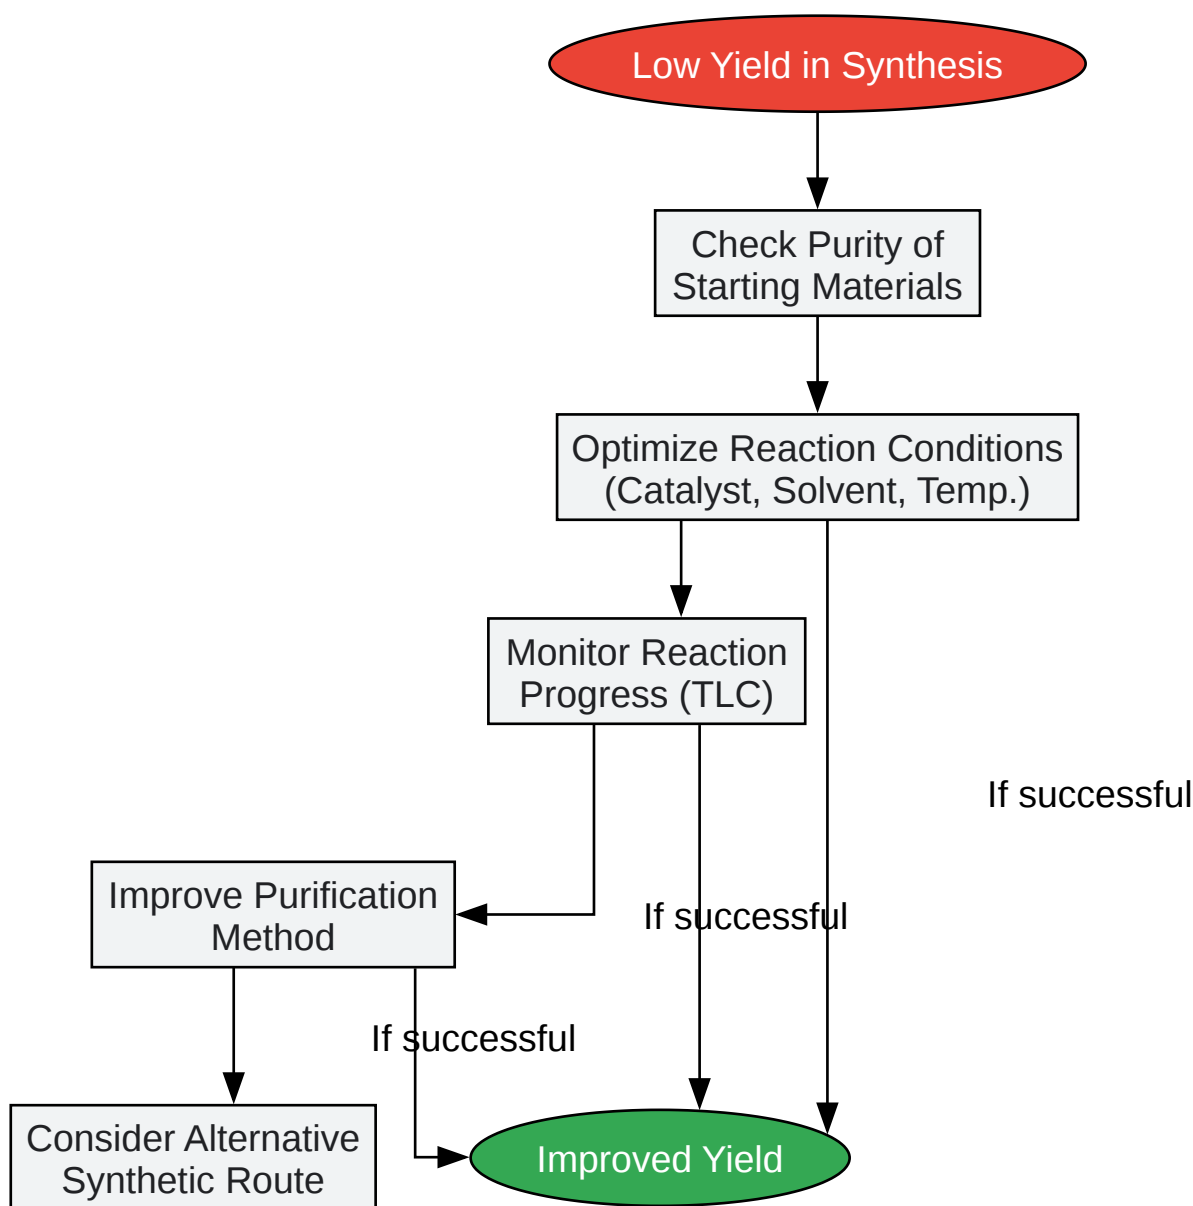 Low Yield in Synthesis
Check Purity of
Starting Materials
Optimize Reaction Conditions
(Catalyst, Solvent, Temp.)
Monitor Reaction
Progress (TLC)
If successful
Improve Purification
Method
If successful
If successful
Consider Alternative
Synthetic Route
Improved Yield